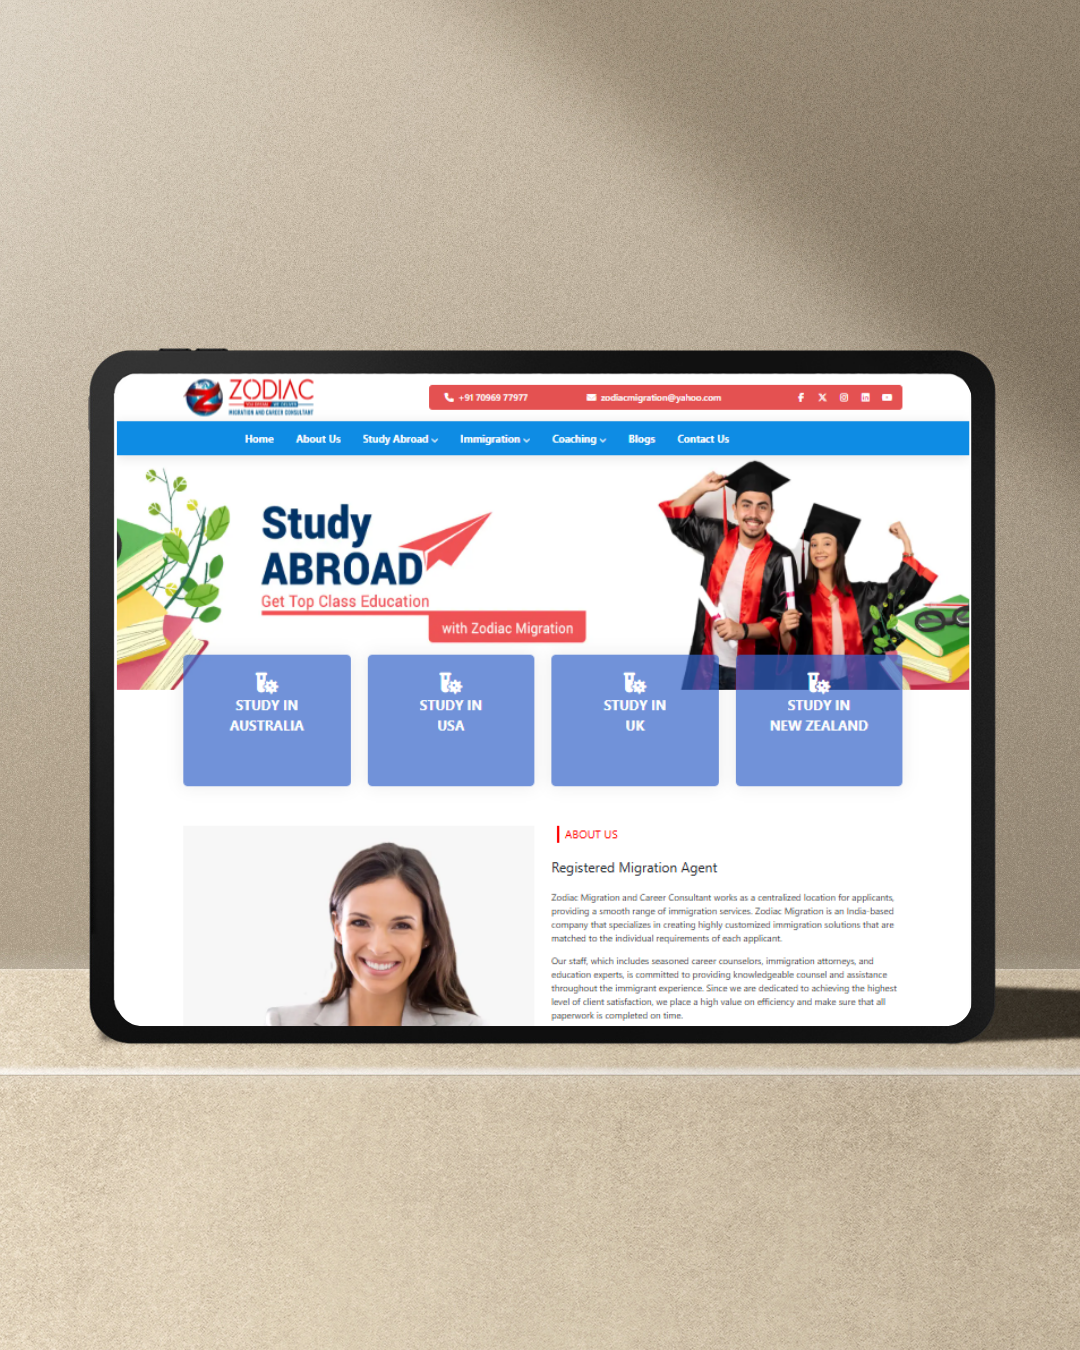 ZODIAC
MIGRATION AND CAREER CONSULTANT
+91 70969 77977
zodiacmigration@yahoo.com
Home
About Us
Study Abroad
Immigration
Coaching
Blogs
Contact Us
Study
ABROAD
Get Top Class Education
with Zodiac Migration
STUDY IN
AUSTRALIA
STUDY IN
USA
STUDY IN
UK
STUDY IN
NEW ZEALAND
ABOUT US
Registered Migration Agent
Zodiac Migration and Career Consultant works as a centralized location for applicants,
providing a smooth range of immigration services. Zodiac Migration is an India-based
company that specializes in creating highly customized immigration solutions that are
matched to the individual requirements of each applicant.
Our staff, which includes seasoned career counselors, immigration attorneys, and
education experts, is committed to providing knowledgeable counsel and assistance
throughout the immigrant experience. Since we are dedicated to achieving the highest
level of client satisfaction, we place a high value on efficiency and make sure that all
paperwork is completed on time.